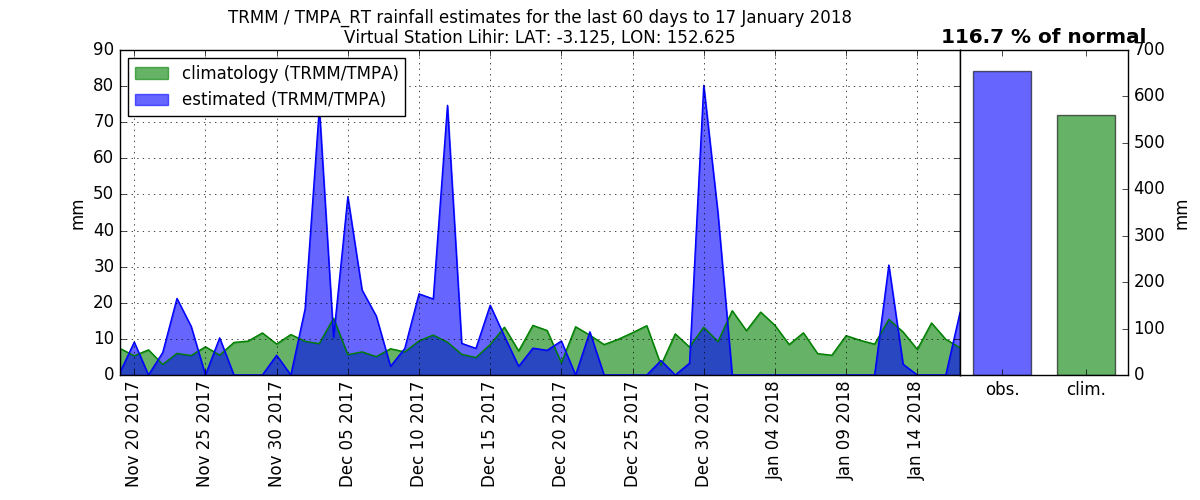 TRMM / TMPA_RT rainfall estimates for the last 60 days to 17 January 2018
Virtual Station Lihir: LAT: -3.125, LON: 152.625
116.7 % of normal
climatology (TRMM/TMPA)
estimated (TRMM/TMPA)
90
80
70
60
50
40
30
20
10
0
mm
Nov 20 2017
Nov 25 2017
Nov 30 2017
Dec 05 2017
Dec 10 2017
Dec 15 2017
Dec 20 2017
Dec 25 2017
Dec 30 2017
Jan 04 2018
Jan 09 2018
Jan 14 2018
obs.
clim.
700
600
500
400
300
200
100
0
mm